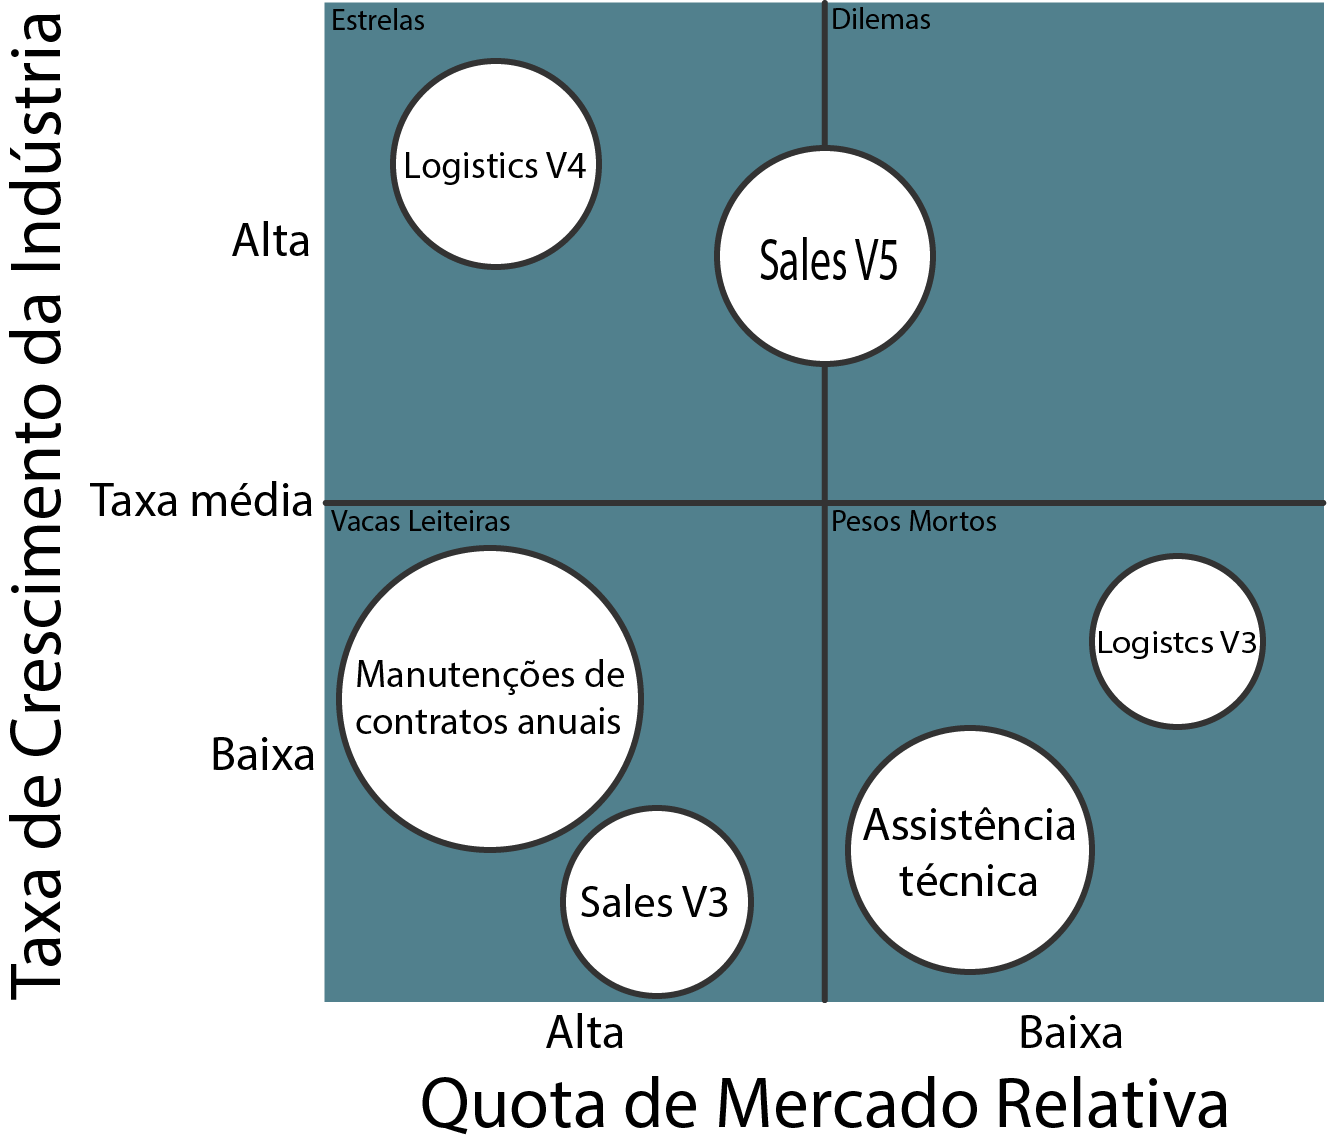 Taxa de Crescimento da Indústria
Estrelas
Dilemas
Logistics V4
Alta
Sales V5
Taxa média
Vacas Leiteiras
Pesos Mortos
Logistcs V3
Manutenções de
contratos anuais
Baixa
Assistência
técnica
Sales V3
Alta
Baixa
Quota de Mercado Relativa